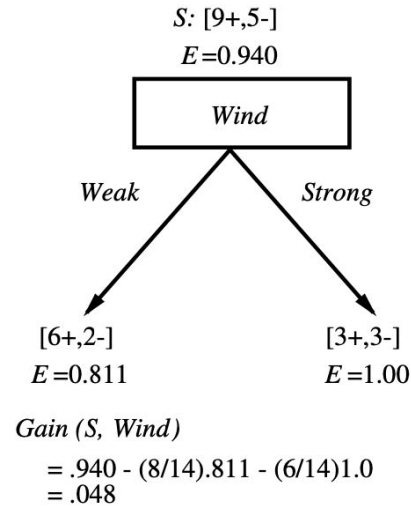 S: [9+,5-]
E=0.940
Wind
Weak Strong
[6+,2-] [3+,3-]
E=0.811 E=1.00
Gain (S, Wind)
= .940 - (8/14).811 - (6/14)1.0
= .048